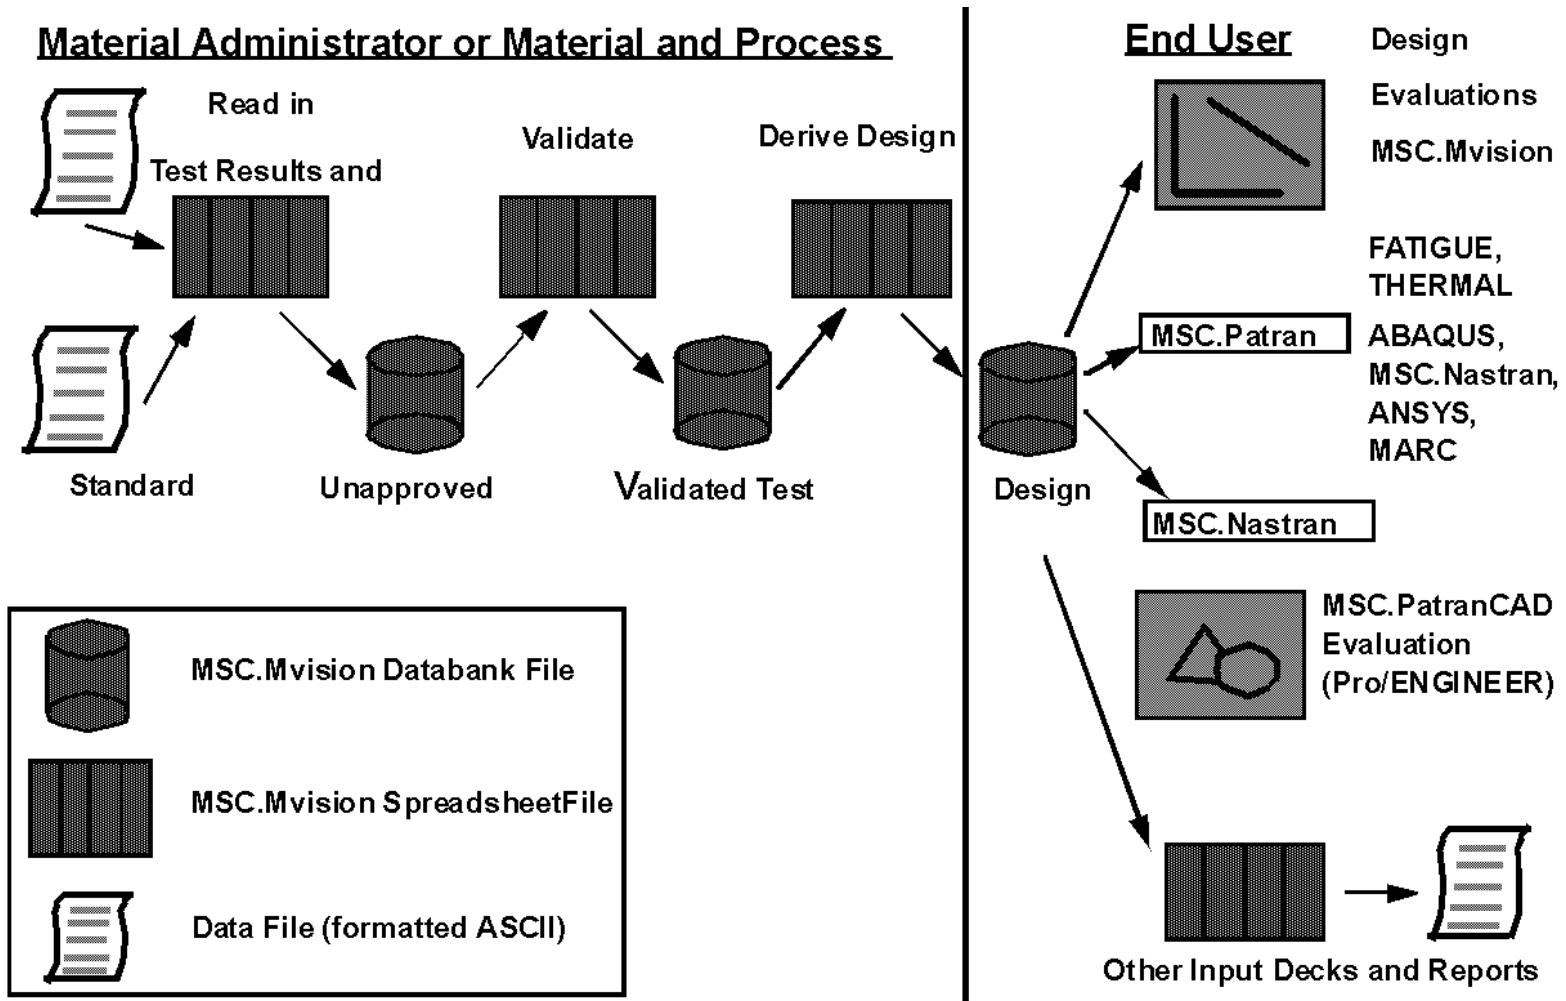 Material Administrator or Material and Process
Read in
Test Results and
Validate
Derive Design
Standard
Unapproved
Validated Test
MSC.Mvision Databank File
MSC.Mvision SpreadsheetFile
Data File (formatted ASCII)
End User
Design
Evaluations
MSC.Mvision
FATIGUE,
THERMAL
MSC.Patran
ABAQUS,
MSC.Nastran,
ANSYS,
MARC
Design
MSC.Nastran
MSC.PatranCAD
Evaluation
(Pro/ENGINEER)
Other Input Decks and Reports